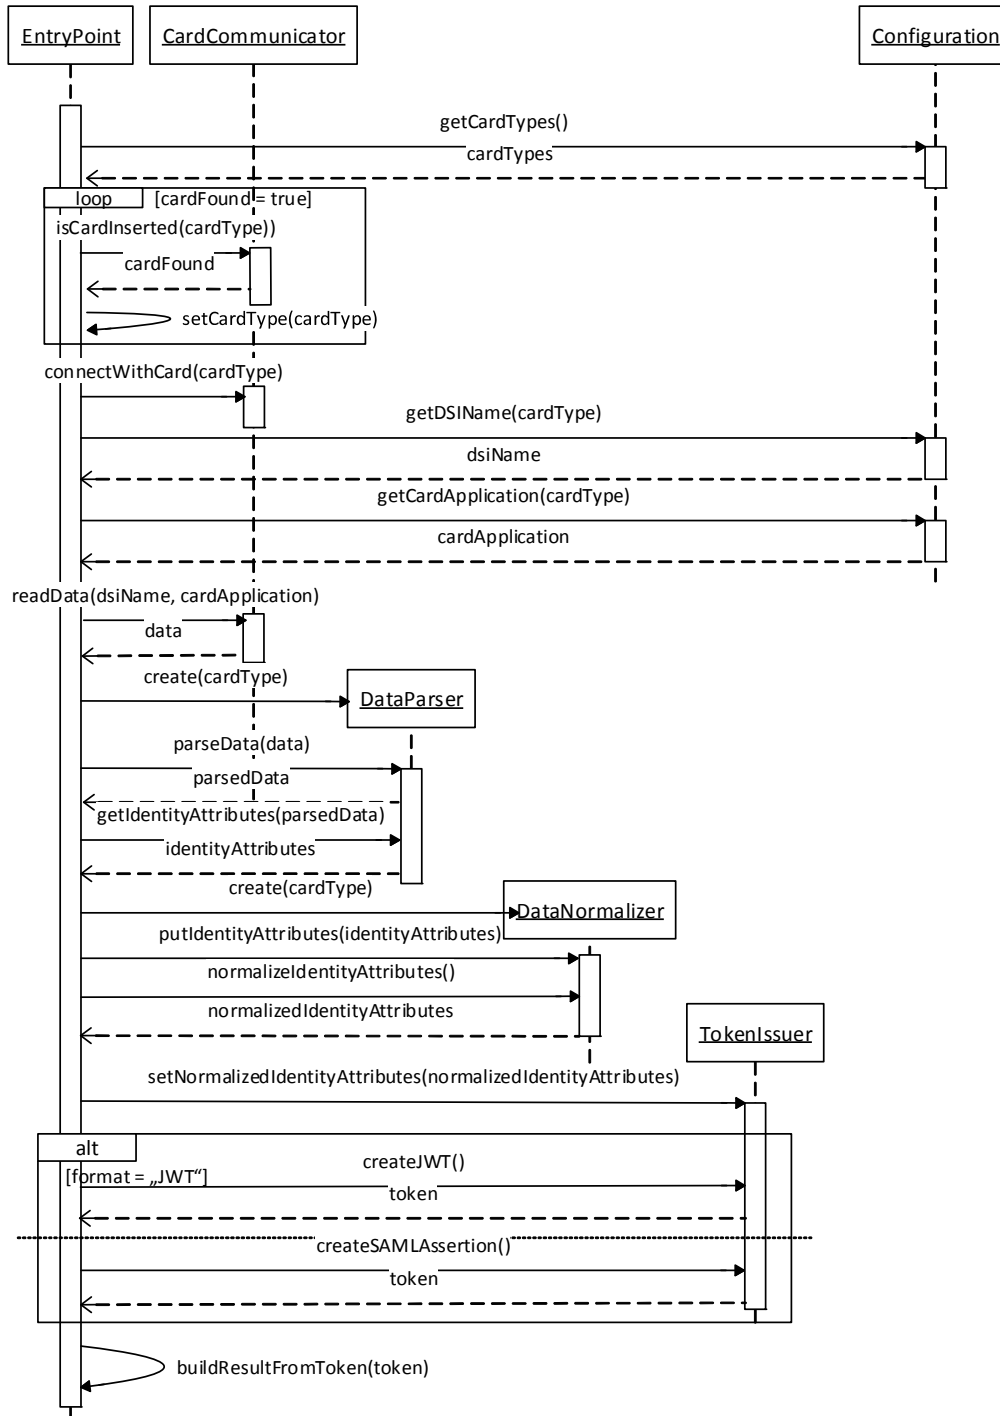 EntryPoint
CardCommunicator
Configuration
getCardTypes()
cardTypes
loop
[cardFound = true]
isCardInserted(cardType))
cardFound
setCardType(cardType)
connectWithCard(cardType)
getDSIName(cardType)
dsiName
getCardApplication(cardType)
cardApplication
readData(dsiName, cardApplication)
data
create(cardType)
DataParser
parseData(data)
parsedData
getIdentityAttributes(parsedData)
identityAttributes
create(cardType)
DataNormalizer
putIdentityAttributes(identityAttributes)
normalizeIdentityAttributes()
normalizedIdentityAttributes
TokenIssuer
setNormalizedIdentityAttributes(normalizedIdentityAttributes)
alt
[format = „JWT“]
createJWT()
token
createSAMLAssertion()
token
buildResultFromToken(token)